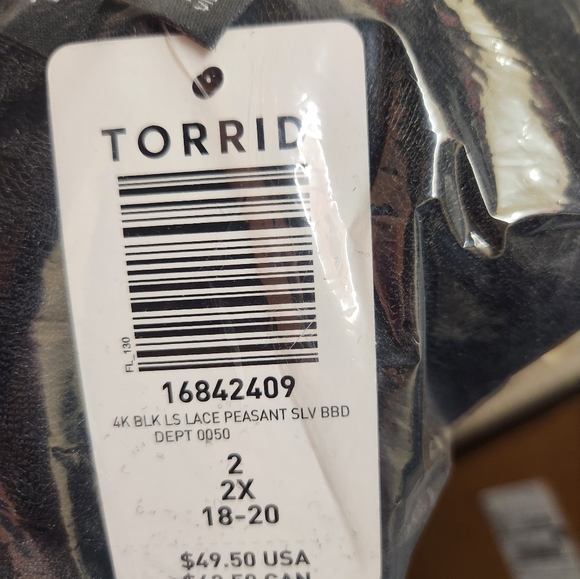 TORRID
FL_130
16842409
4K BLK LS LACE PEASANT SLV BBD
DEPT 0050
2
2X
18-20
$49.50 USA